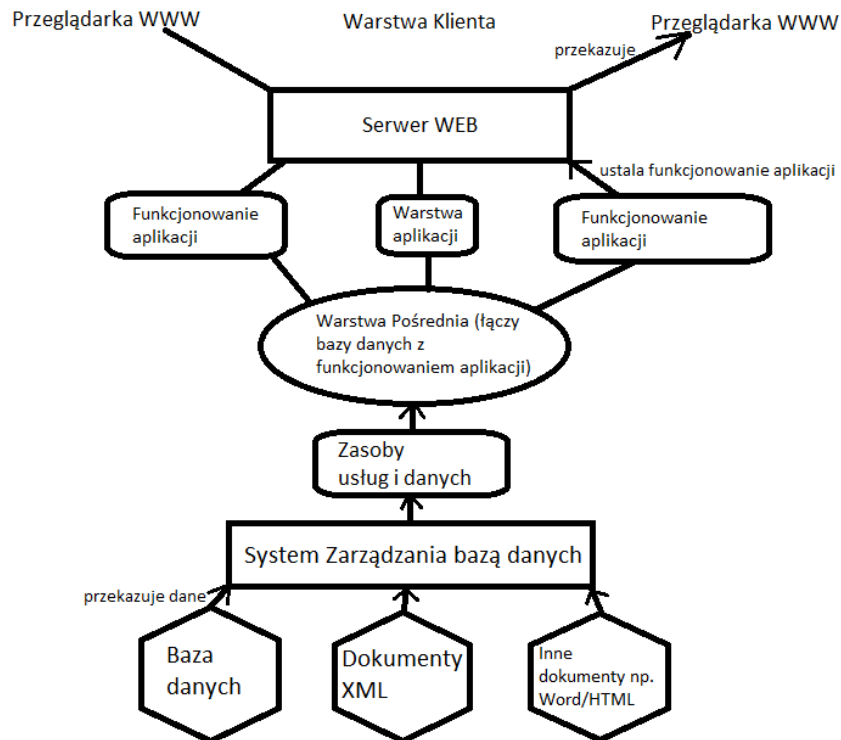 Przeglądarka WWW
Warstwa Klienta
Przeglądarka WWW
przekazuje
Serwer WEB
ustala funkcjonowanie aplikacji
Funkcjonowanie
aplikacji
Warstwa
aplikacji
Funkcjonowanie
aplikacji
Warstwa Pośrednia (łączy
bazy danych z
funkcjonowaniem aplikacji)
Zasoby
usług i danych
System Zarządzania bazą danych
przekazuje dane
Baza
danych
Dokumenty
XML
Inne
dokumenty np.
Word/HTML